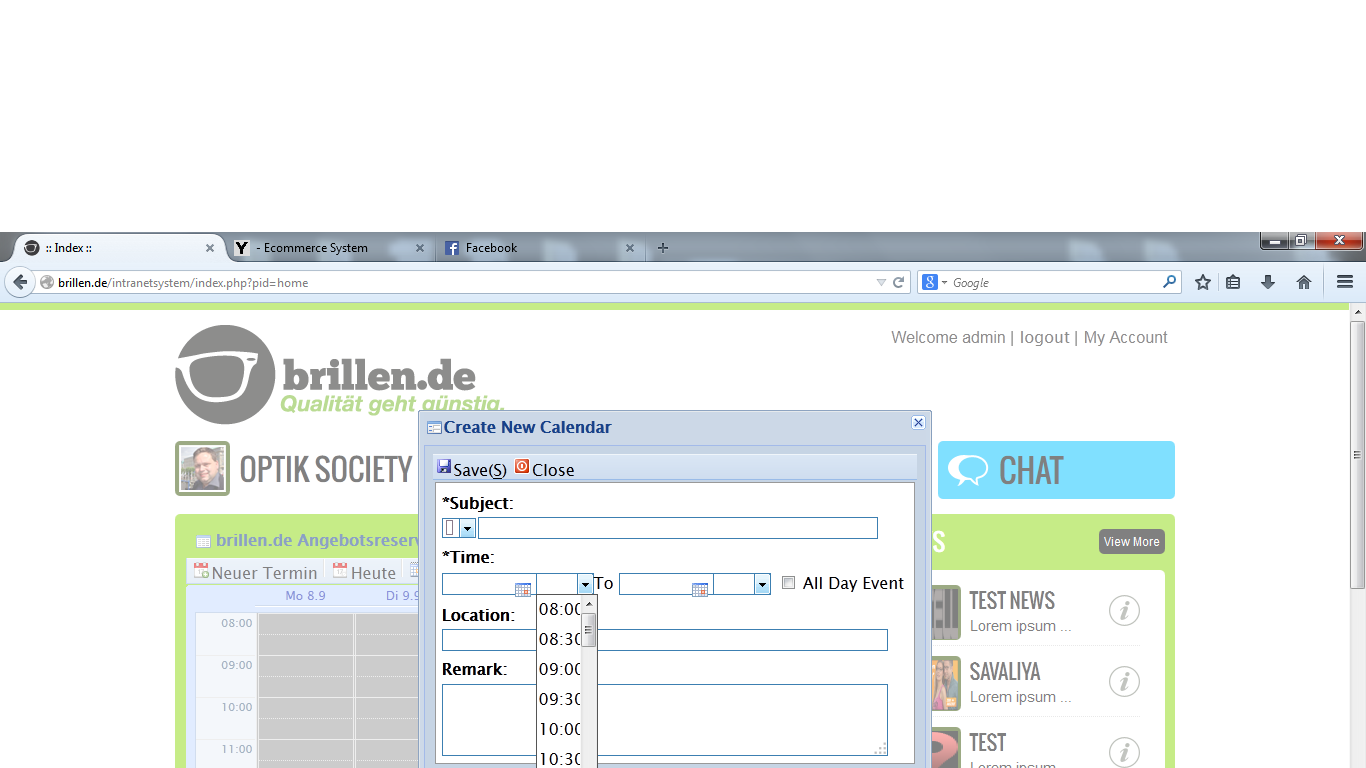 :: Index ::
- Ecommerce System
Facebook
brillen.de/intranetsystem/index.php?pid=home
Google
Welcome admin | logout | My Account
brillen.de
Qualität geht günstig.
OPTIK SOCIETY
CHAT
Create New Calendar
Save(S) Close
*Subject:
*Time:
To
All Day Event
Location:
Remark:
08:00
08:30
09:00
09:30
10:00
10:30
brillen.de Angebotsreserv
Neuer Termin Heute
Mo 8.9 Di 9.9
08:00
09:00
10:00
11:00
S
View More
TEST NEWS
Lorem ipsum ...
SAVALIYA
Lorem ipsum ...
TEST
Lorem ipsum ...